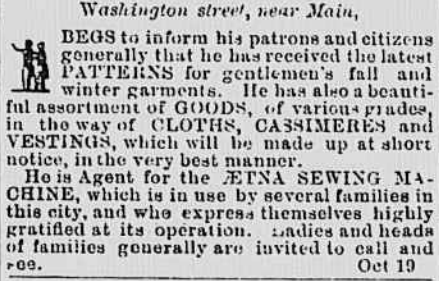 Washington street, near Main,
BEGS to inform his patrons and citizens
generally that he has received the latest
PATTERNS for gentlemen's fall and
winter garments. He has also a beauti-
ful assortment of GOODS, of various grades,
in the way of CLOTHS, CASSIMERES and
VESTINGS, which will be made up at short
notice, in the very best manner.
He is Agent for the ÆTNA SEWING MA-
CHINE, which is in use by several families in
this city, and who express themselves highly
gratified at its operation. Ladies and heads
of families generally are invited to call and
see. Oct 19